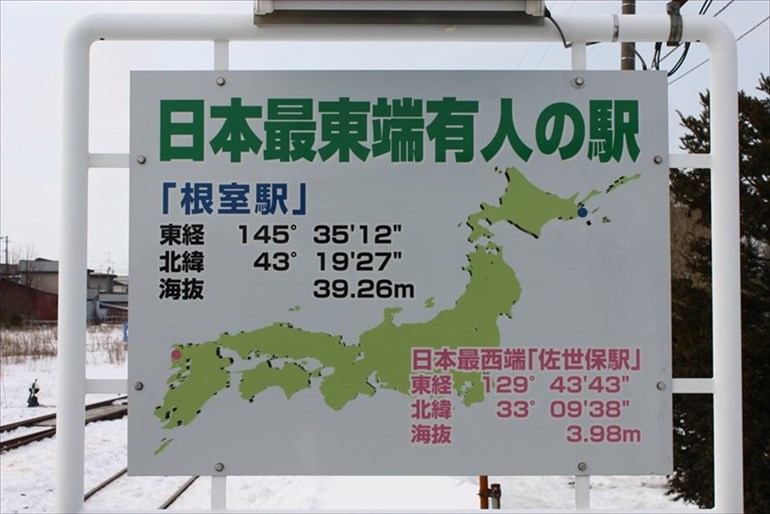 日本最東端有人の駅
「根室駅」
東経 145° 35'12"
北緯 43° 19'27"
海抜 39.26m
日本最西端「佐世保駅」
東経 129° 43'43"
北緯 33° 09'38"
海抜 3.98m